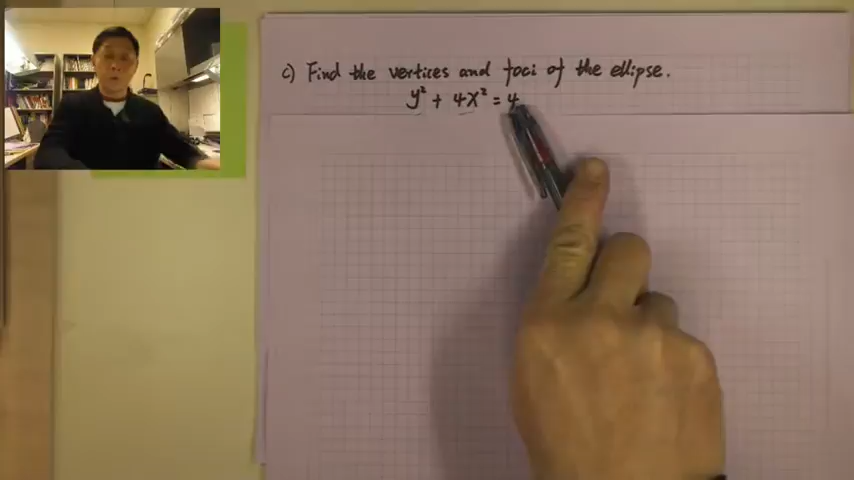 c) Find the vertices and foci of the ellipse.
y² + 4x² = 4